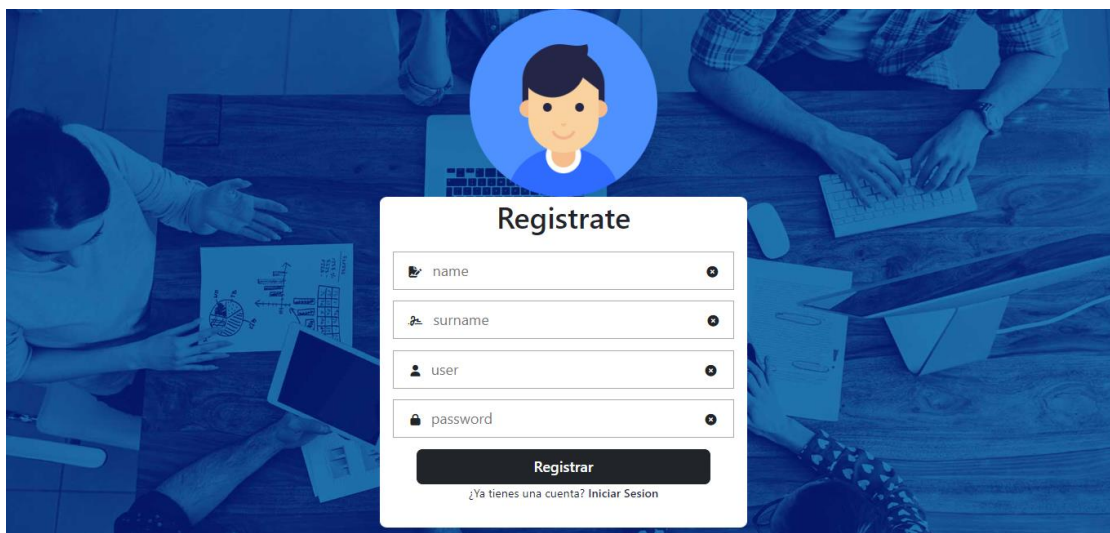 Registrate
name
surname
user
password
Registrar
¿Ya tienes una cuenta? Iniciar Sesion